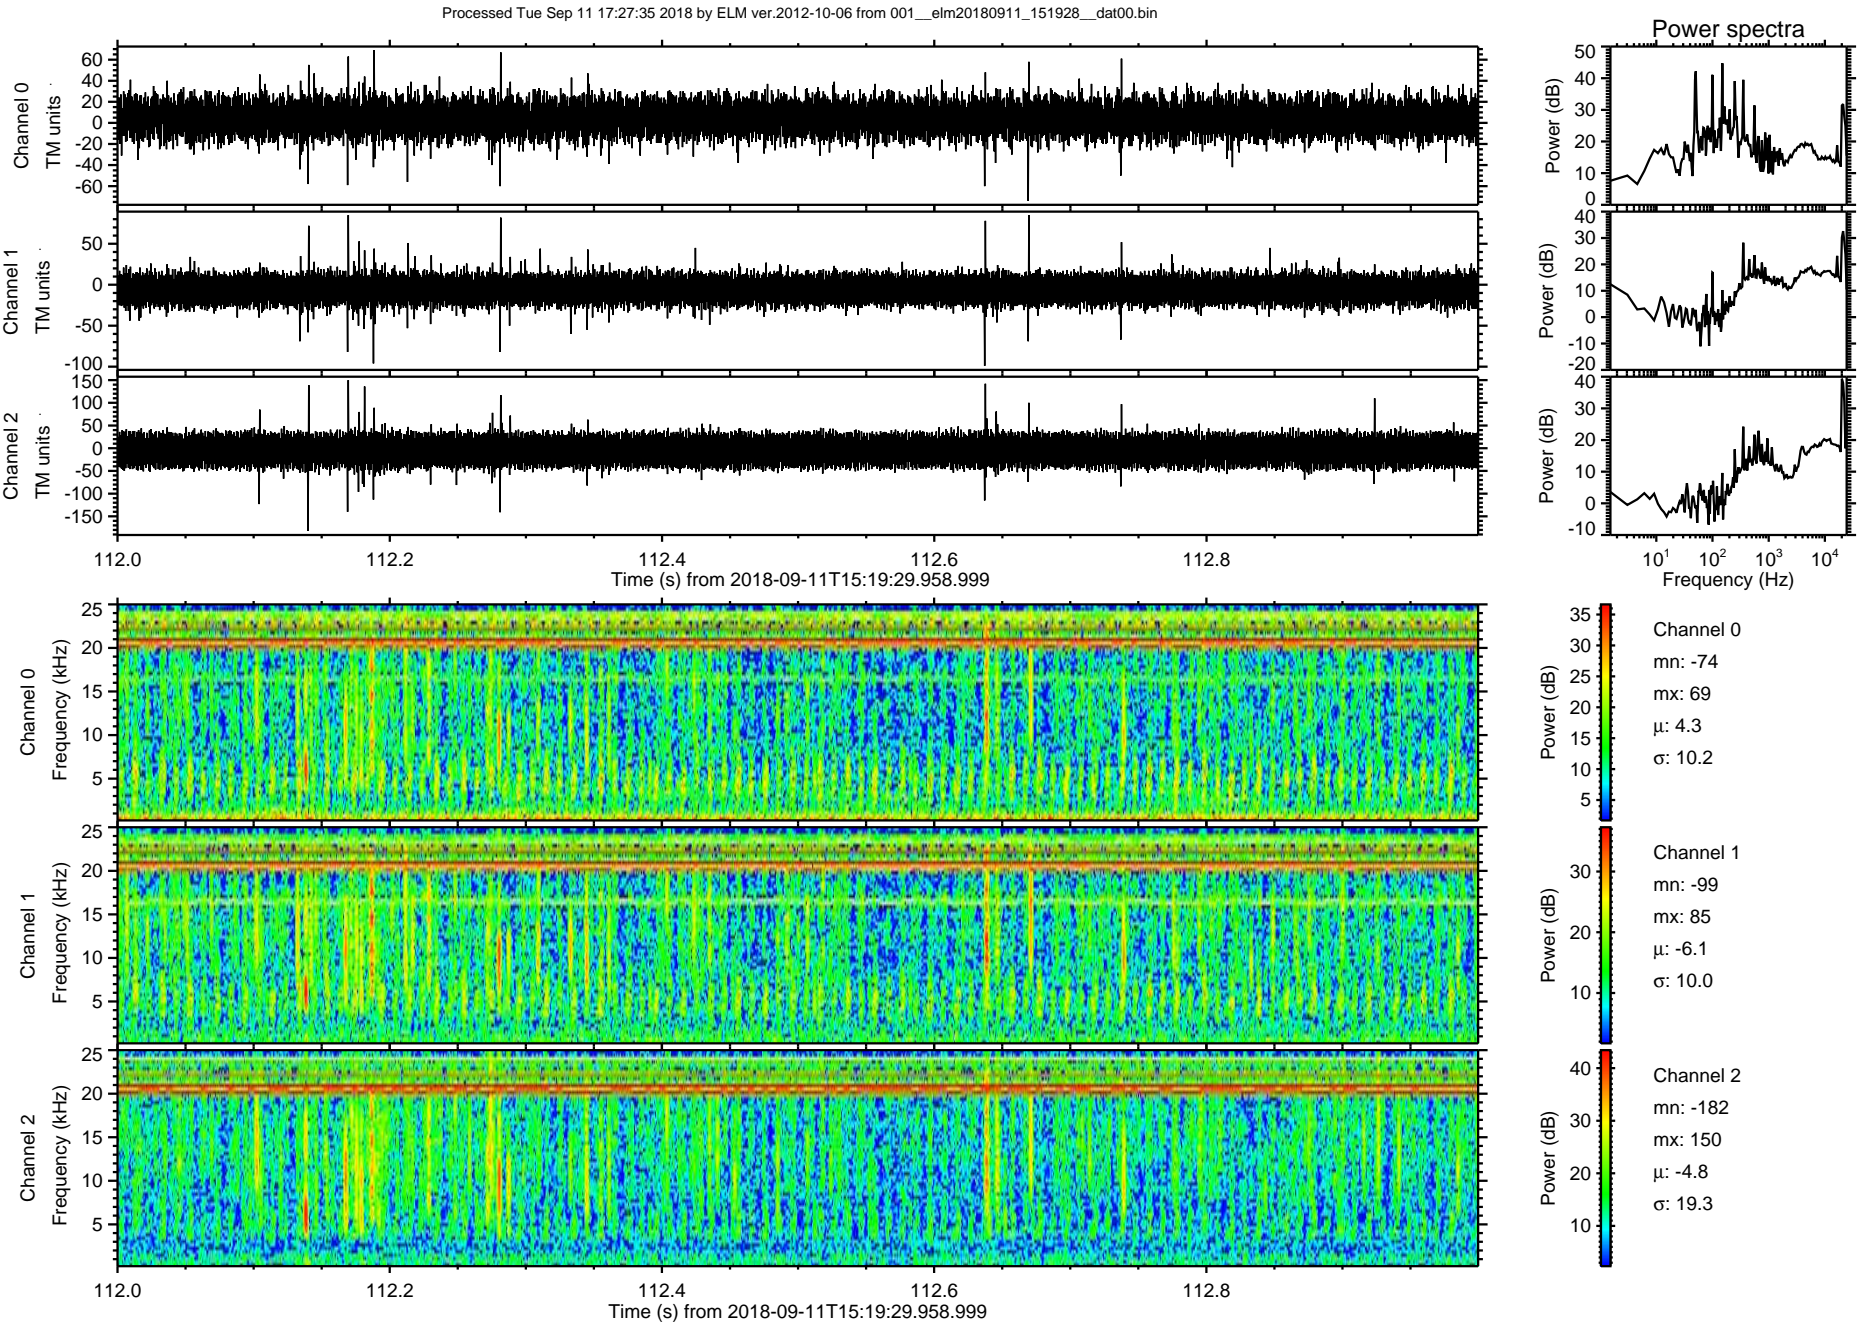 Processed Tue Sep 11 17:27:35 2018 by ELM ver.2012-10-06 from 001__elm20180911_151928__dat00.bin
Power spectra
Channel 0
TM units
60
40
20
0
-20
-40
-60
Power (dB)
50
40
30
20
10
0
Channel 1
TM units
50
0
-50
-100
Power (dB)
40
30
20
10
0
-10
-20
Channel 2
TM units
150
100
50
0
-50
-100
-150
Power (dB)
40
30
20
10
0
-10
112.0 112.2 112.4 112.6 112.8
Time (s) from 2018-09-11T15:19:29.958.999
10¹ 10² 10³ 10⁴
Frequency (Hz)
Channel 0
Frequency (kHz)
25
20
15
10
5
Power (dB)
35
30
25
20
15
10
5
Channel 0
mn: -74
mx: 69
μ: 4.3
σ: 10.2
Channel 1
Frequency (kHz)
25
20
15
10
5
Power (dB)
30
20
10
Channel 1
mn: -99
mx: 85
μ: -6.1
σ: 10.0
Channel 2
Frequency (kHz)
25
20
15
10
5
Power (dB)
40
30
20
10
Channel 2
mn: -182
mx: 150
μ: -4.8
σ: 19.3
112.0 112.2 112.4 112.6 112.8
Time (s) from 2018-09-11T15:19:29.958.999